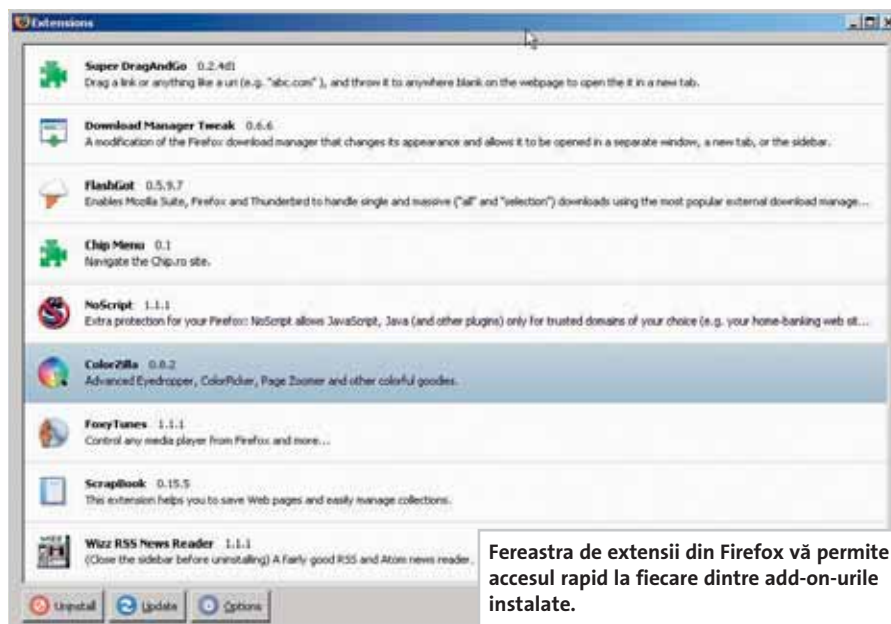 Extensions
Super DragAndGo 0.2.4d1
Drag a link or anything like a url (e.g. "abc.com" ), and throw it to anywhere blank on the webpage to open the it in a new tab.
Download Manager Tweak 0.6.6
A modification of the Firefox download manager that changes its appearance and allows it to be opened in a separate window, a new tab, or the sidebar.
FlashGot 0.5.9.7
Enables Mozilla Suite, Firefox and Thunderbird to handle single and massive ("all" and "selection") downloads using the most popular external download manage...
Chip Menu 0.1
Navigate the Chip.ro site.
NoScript 1.1.1
Extra protection for your Firefox: NoScript allows JavaScript, Java (and other plugins) only for trusted domains of your choice (e.g. your home-banking web sit...
ColorZilla 0.8.2
Advanced Eyedropper, ColorPicker, Page Zoomer and other colorful goodies.
FoxyTunes 1.1.1
Control any media player from Firefox and more...
ScrapBook 0.15.5
This extension helps you to save Web pages and easily manage collections.
WIZZ
Wizz RSS News Reader 1.1.1
(Close the sidebar before uninstalling) A fairly good RSS and Atom news reader.
Uninstall Update Options
Fereastra de extensii din Firefox vă permite
accesul rapid la fiecare dintre add-on-urile
instalate.